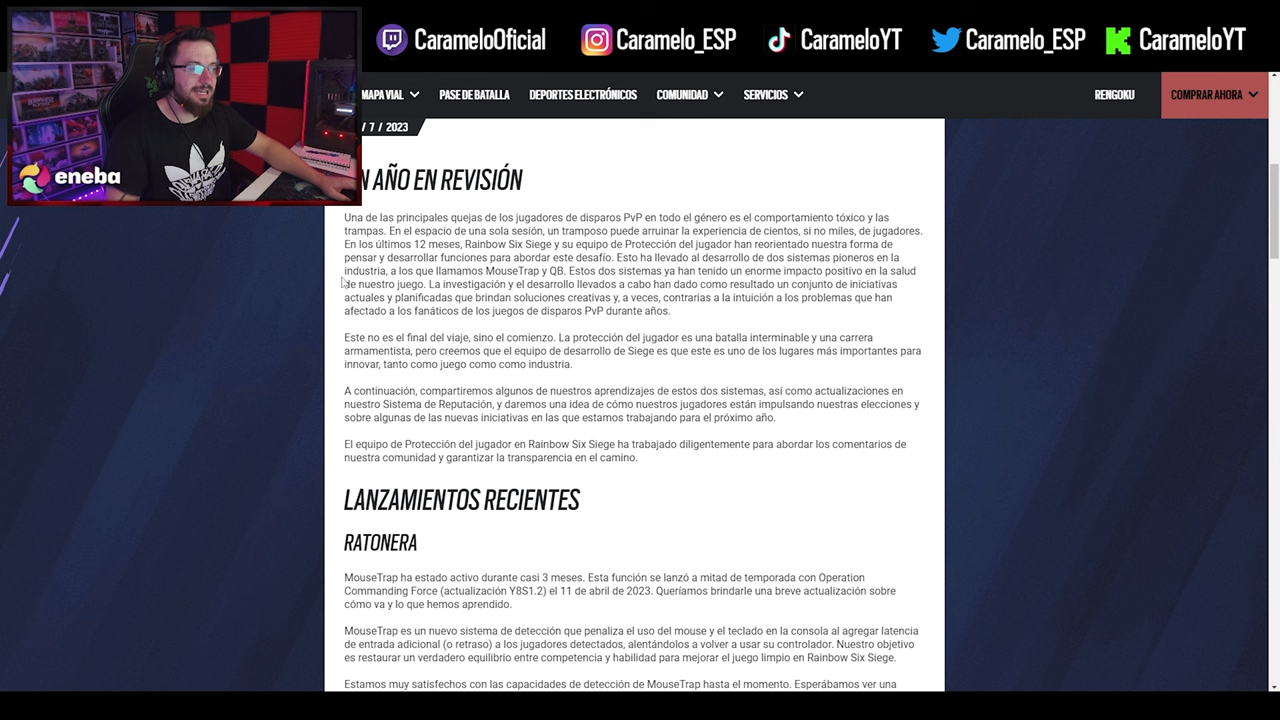 CarameloOficial
Caramelo_ESP
CarameloYT
Caramelo_ESP
CarameloYT
MAPA VIAL
PASE DE BATALLA
DEPORTES ELECTRÓNICOS
COMUNIDAD
SERVICIOS
RENGOKU
COMPRAR AHORA
eneba
/ 7 / 2023
N AÑO EN REVISIÓN
Una de las principales quejas de los jugadores de disparos PvP en todo el género es el comportamiento tóxico y las
trampas. En el espacio de una sola sesión, un tramposo puede arruinar la experiencia de cientos, si no miles, de jugadores.
En los últimos 12 meses, Rainbow Six Siege y su equipo de Protección del jugador han reorientado nuestra forma de
pensar y desarrollar funciones para abordar este desafío. Esto ha llevado al desarrollo de dos sistemas pioneros en la
industria, a los que llamamos MouseTrap y QB. Estos dos sistemas ya han tenido un enorme impacto positivo en la salud
de nuestro juego. La investigación y el desarrollo llevados a cabo han dado como resultado un conjunto de iniciativas
actuales y planificadas que brindan soluciones creativas y, a veces, contrarias a la intuición a los problemas que han
afectado a los fanáticos de los juegos de disparos PvP durante años.
Este no es el final del viaje, sino el comienzo. La protección del jugador es una batalla interminable y una carrera
armamentista, pero creemos que el equipo de desarrollo de Siege es que este es uno de los lugares más importantes para
innovar, tanto como juego como como industria.
A continuación, compartiremos algunos de nuestros aprendizajes de estos dos sistemas, así como actualizaciones en
nuestro Sistema de Reputación, y daremos una idea de cómo nuestros jugadores están impulsando nuestras elecciones y
sobre algunas de las nuevas iniciativas en las que estamos trabajando para el próximo año.
El equipo de Protección del jugador en Rainbow Six Siege ha trabajado diligentemente para abordar los comentarios de
nuestra comunidad y garantizar la transparencia en el camino.
LANZAMIENTOS RECIENTES
RATONERA
MouseTrap ha estado activo durante casi 3 meses. Esta función se lanzó a mitad de temporada con Operation
Commanding Force (actualización Y8S1.2) el 11 de abril de 2023. Queríamos brindarle una breve actualización sobre
cómo va y lo que hemos aprendido.
MouseTrap es un nuevo sistema de detección que penaliza el uso del mouse y el teclado en la consola al agregar latencia
de entrada adicional (o retraso) a los jugadores detectados, alentándolos a volver a usar su controlador. Nuestro objetivo
es restaurar un verdadero equilibrio entre competencia y habilidad para mejorar el juego limpio en Rainbow Six Siege.
Estamos muy satisfechos con las capacidades de detección de MouseTrap hasta el momento. Esperábamos ver una